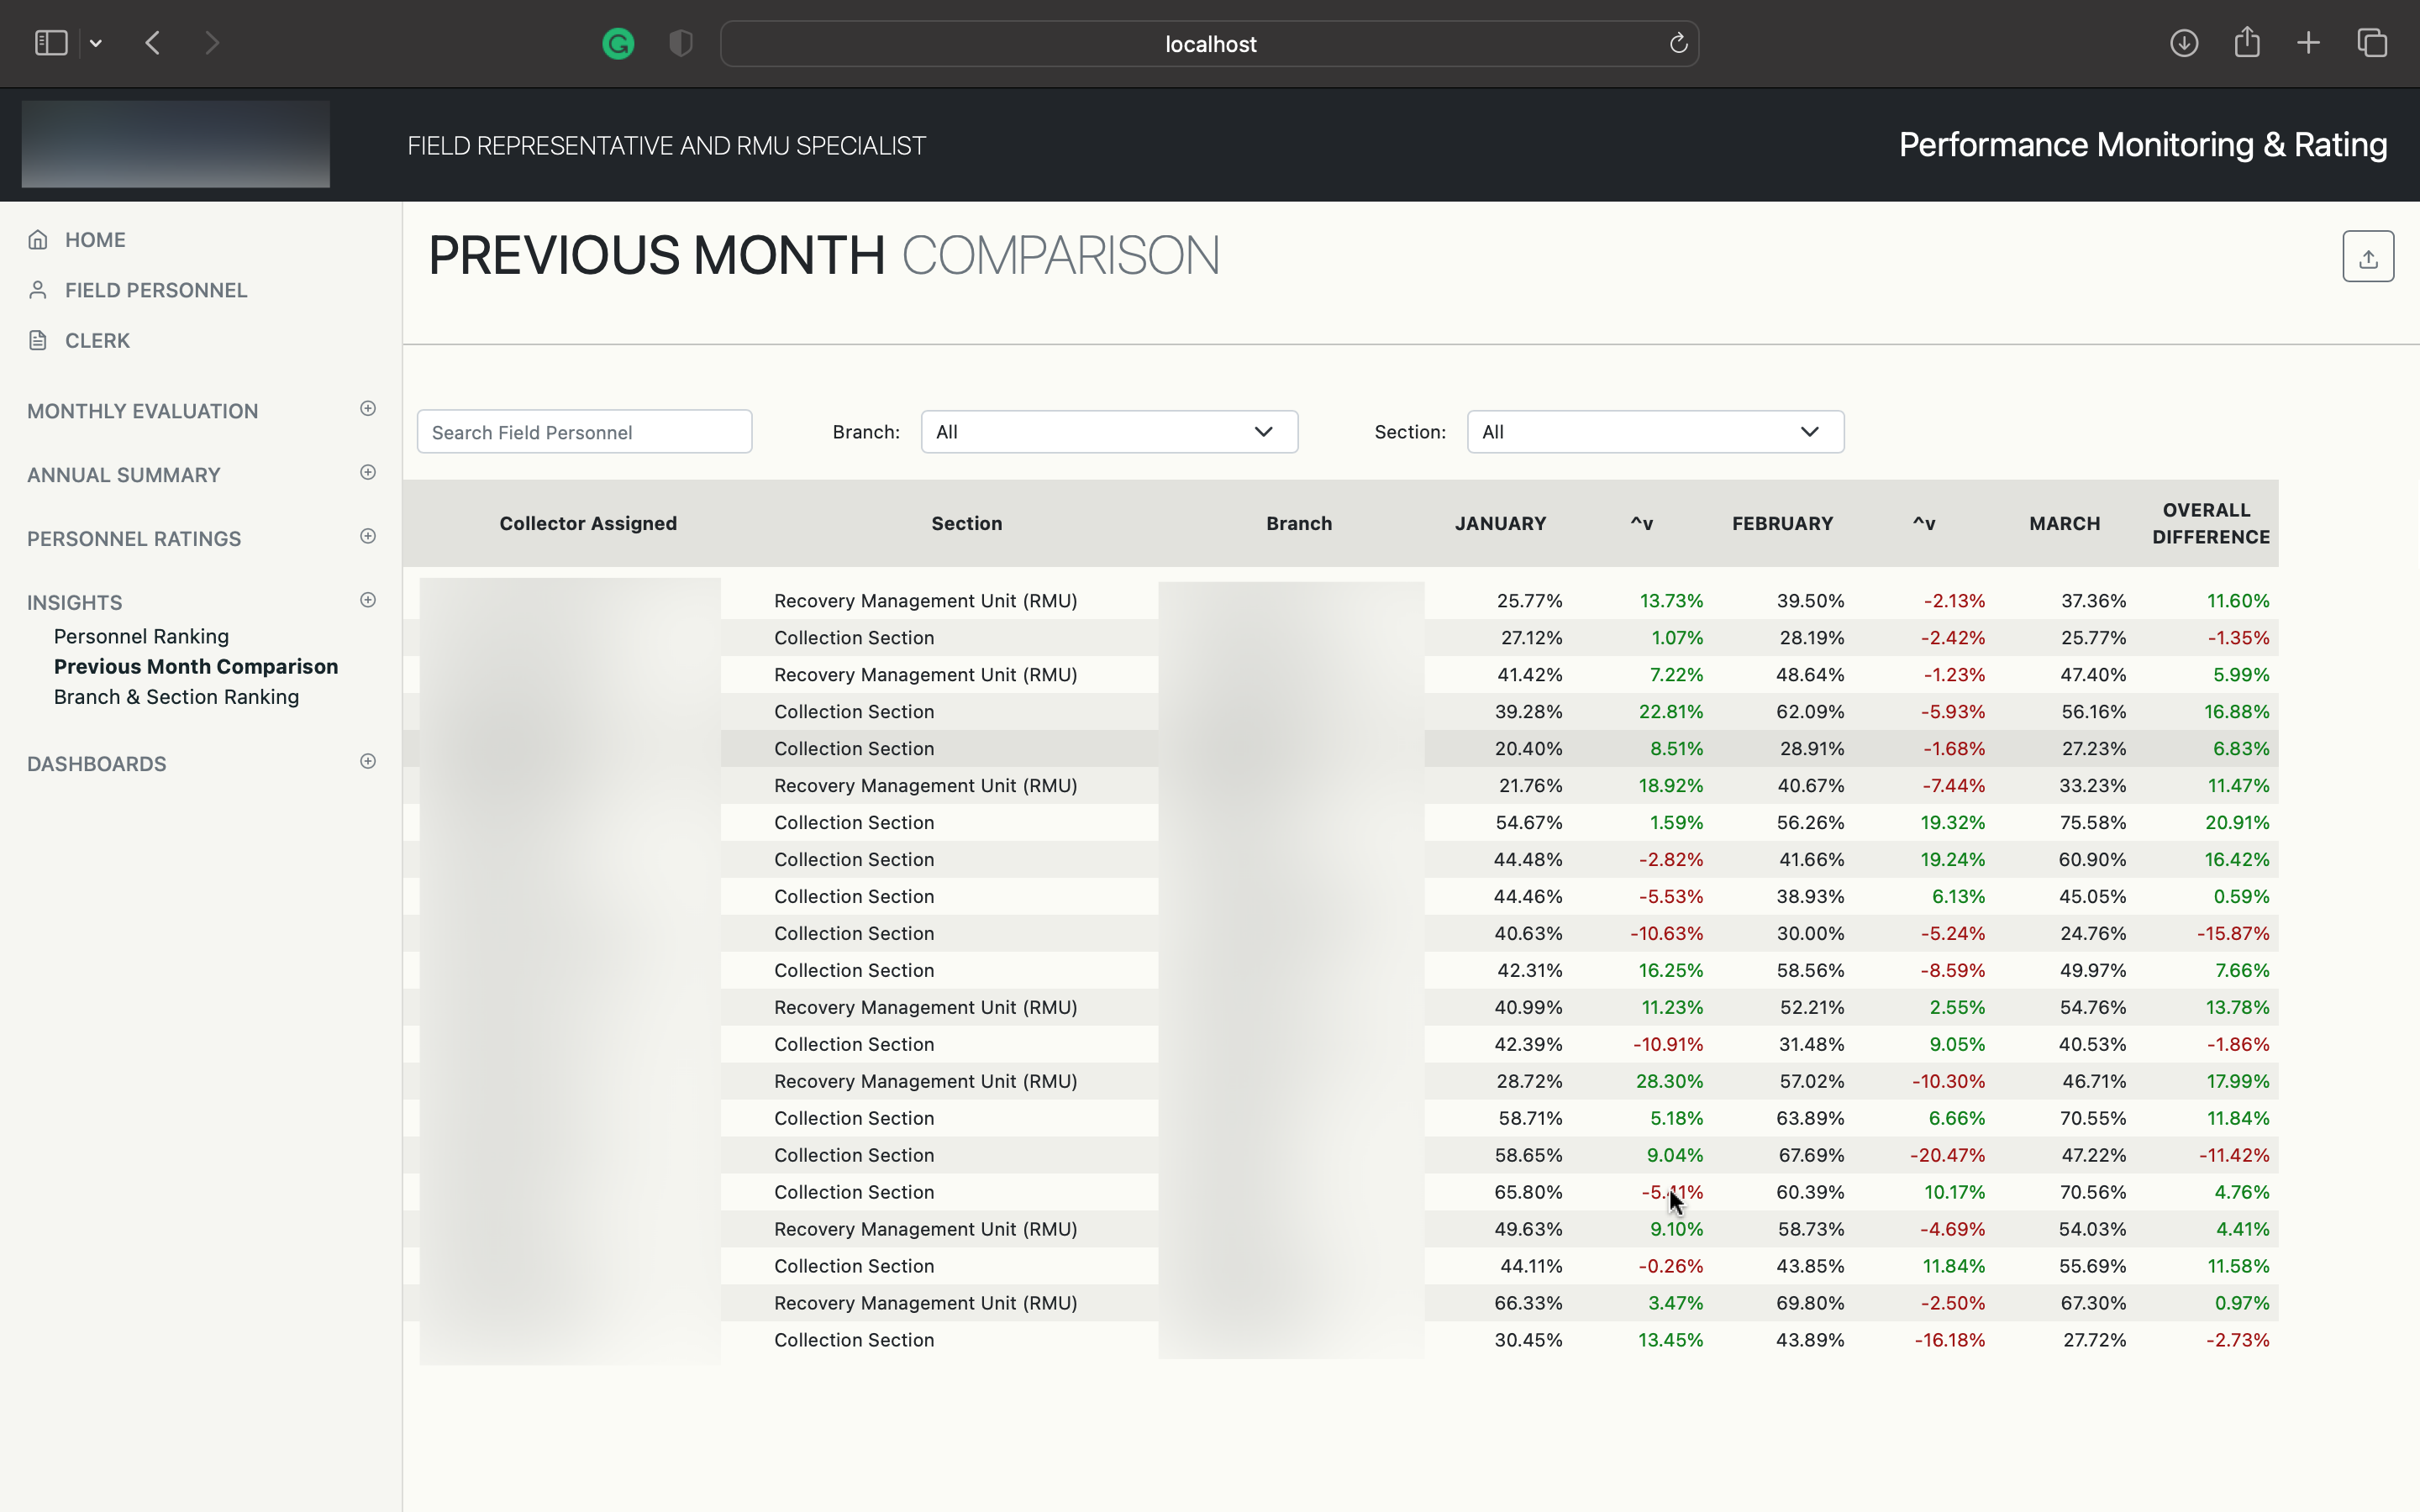 localhost
FIELD REPRESENTATIVE AND RMU SPECIALIST
Performance Monitoring & Rating
HOME
FIELD PERSONNEL
CLERK
MONTHLY EVALUATION
ANNUAL SUMMARY
PERSONNEL RATINGS
INSIGHTS
Personnel Ranking
Previous Month Comparison
Branch & Section Ranking
DASHBOARDS
PREVIOUS MONTH COMPARISON
Search Field Personnel Branch: All Section: All
Collector Assigned Section Branch JANUARY ^v FEBRUARY ^v MARCH OVERALL DIFFERENCE
Recovery Management Unit (RMU) 25.77% 13.73% 39.50% -2.13% 37.36% 11.60%
Collection Section 27.12% 1.07% 28.19% -2.42% 25.77% -1.35%
Recovery Management Unit (RMU) 41.42% 7.22% 48.64% -1.23% 47.40% 5.99%
Collection Section 39.28% 22.81% 62.09% -5.93% 56.16% 16.88%
Collection Section 20.40% 8.51% 28.91% -1.68% 27.23% 6.83%
Recovery Management Unit (RMU) 21.76% 18.92% 40.67% -7.44% 33.23% 11.47%
Collection Section 54.67% 1.59% 56.26% 19.32% 75.58% 20.91%
Collection Section 44.48% -2.82% 41.66% 19.24% 60.90% 16.42%
Collection Section 44.46% -5.53% 38.93% 6.13% 45.05% 0.59%
Collection Section 40.63% -10.63% 30.00% -5.24% 24.76% -15.87%
Collection Section 42.31% 16.25% 58.56% -8.59% 49.97% 7.66%
Recovery Management Unit (RMU) 40.99% 11.23% 52.21% 2.55% 54.76% 13.78%
Collection Section 42.39% -10.91% 31.48% 9.05% 40.53% -1.86%
Recovery Management Unit (RMU) 28.72% 28.30% 57.02% -10.30% 46.71% 17.99%
Collection Section 58.71% 5.18% 63.89% 6.66% 70.55% 11.84%
Collection Section 58.65% 9.04% 67.69% -20.47% 47.22% -11.42%
Collection Section 65.80% -5.41% 60.39% 10.17% 70.56% 4.76%
Recovery Management Unit (RMU) 49.63% 9.10% 58.73% -4.69% 54.03% 4.41%
Collection Section 44.11% -0.26% 43.85% 11.84% 55.69% 11.58%
Recovery Management Unit (RMU) 66.33% 3.47% 69.80% -2.50% 67.30% 0.97%
Collection Section 30.45% 13.45% 43.89% -16.18% 27.72% -2.73%